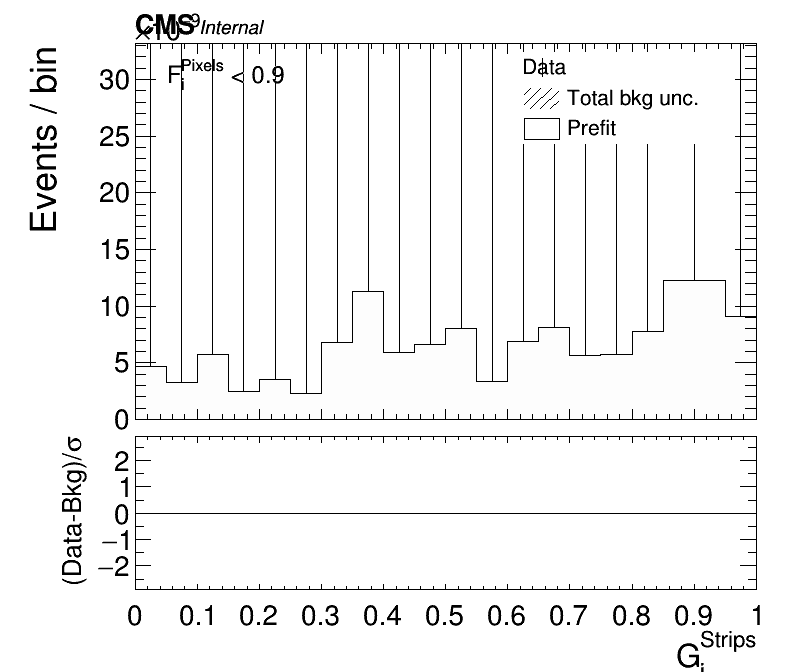 CMS Internal
×10⁻⁹
Events / bin
F_i^Pixels < 0.9
Data
Total bkg unc.
Prefit
30
25
20
15
10
5
0
(Data-Bkg)/σ
2
1
0
−1
−2
0 0.1 0.2 0.3 0.4 0.5 0.6 0.7 0.8 0.9 1
G_i^Strips